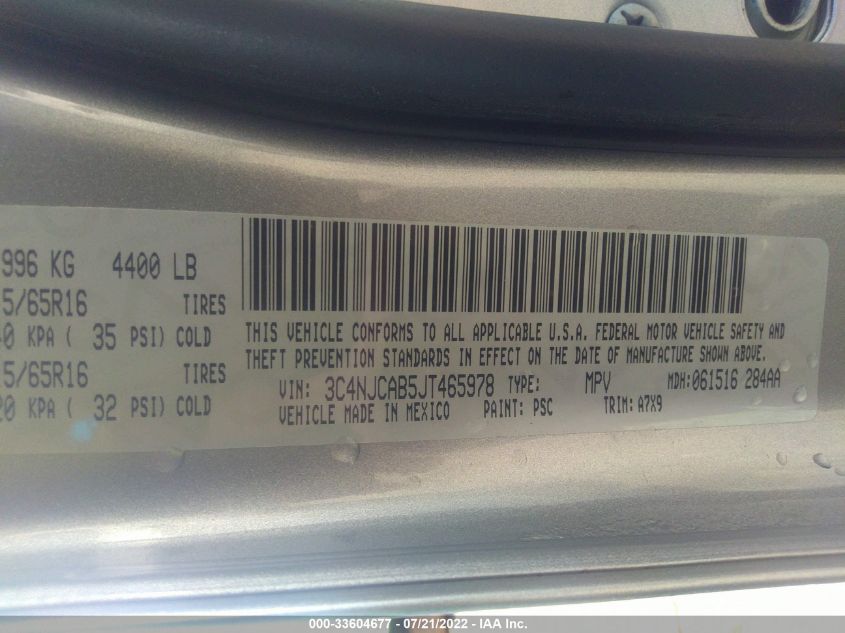 996 KG 4400 LB
5/65R16 TIRES
0 KPA ( 35 PSI) COLD
5/65R16 TIRES
20 KPA ( 32 PSI) COLD
THIS VEHICLE CONFORMS TO ALL APPLICABLE U.S.A. FEDERAL MOTOR VEHICLE SAFETY AND
THEFT PREVENTION STANDARDS IN EFFECT ON THE DATE OF MANUFACTURE SHOWN ABOVE.
VIN: 3C4NJCAB5JT465978 TYPE: MPV MDH:061516 284AA
VEHICLE MADE IN MEXICO PAINT: PSC TRIM: A7X9
000-33604677 - 07/21/2022 - IAA Inc.